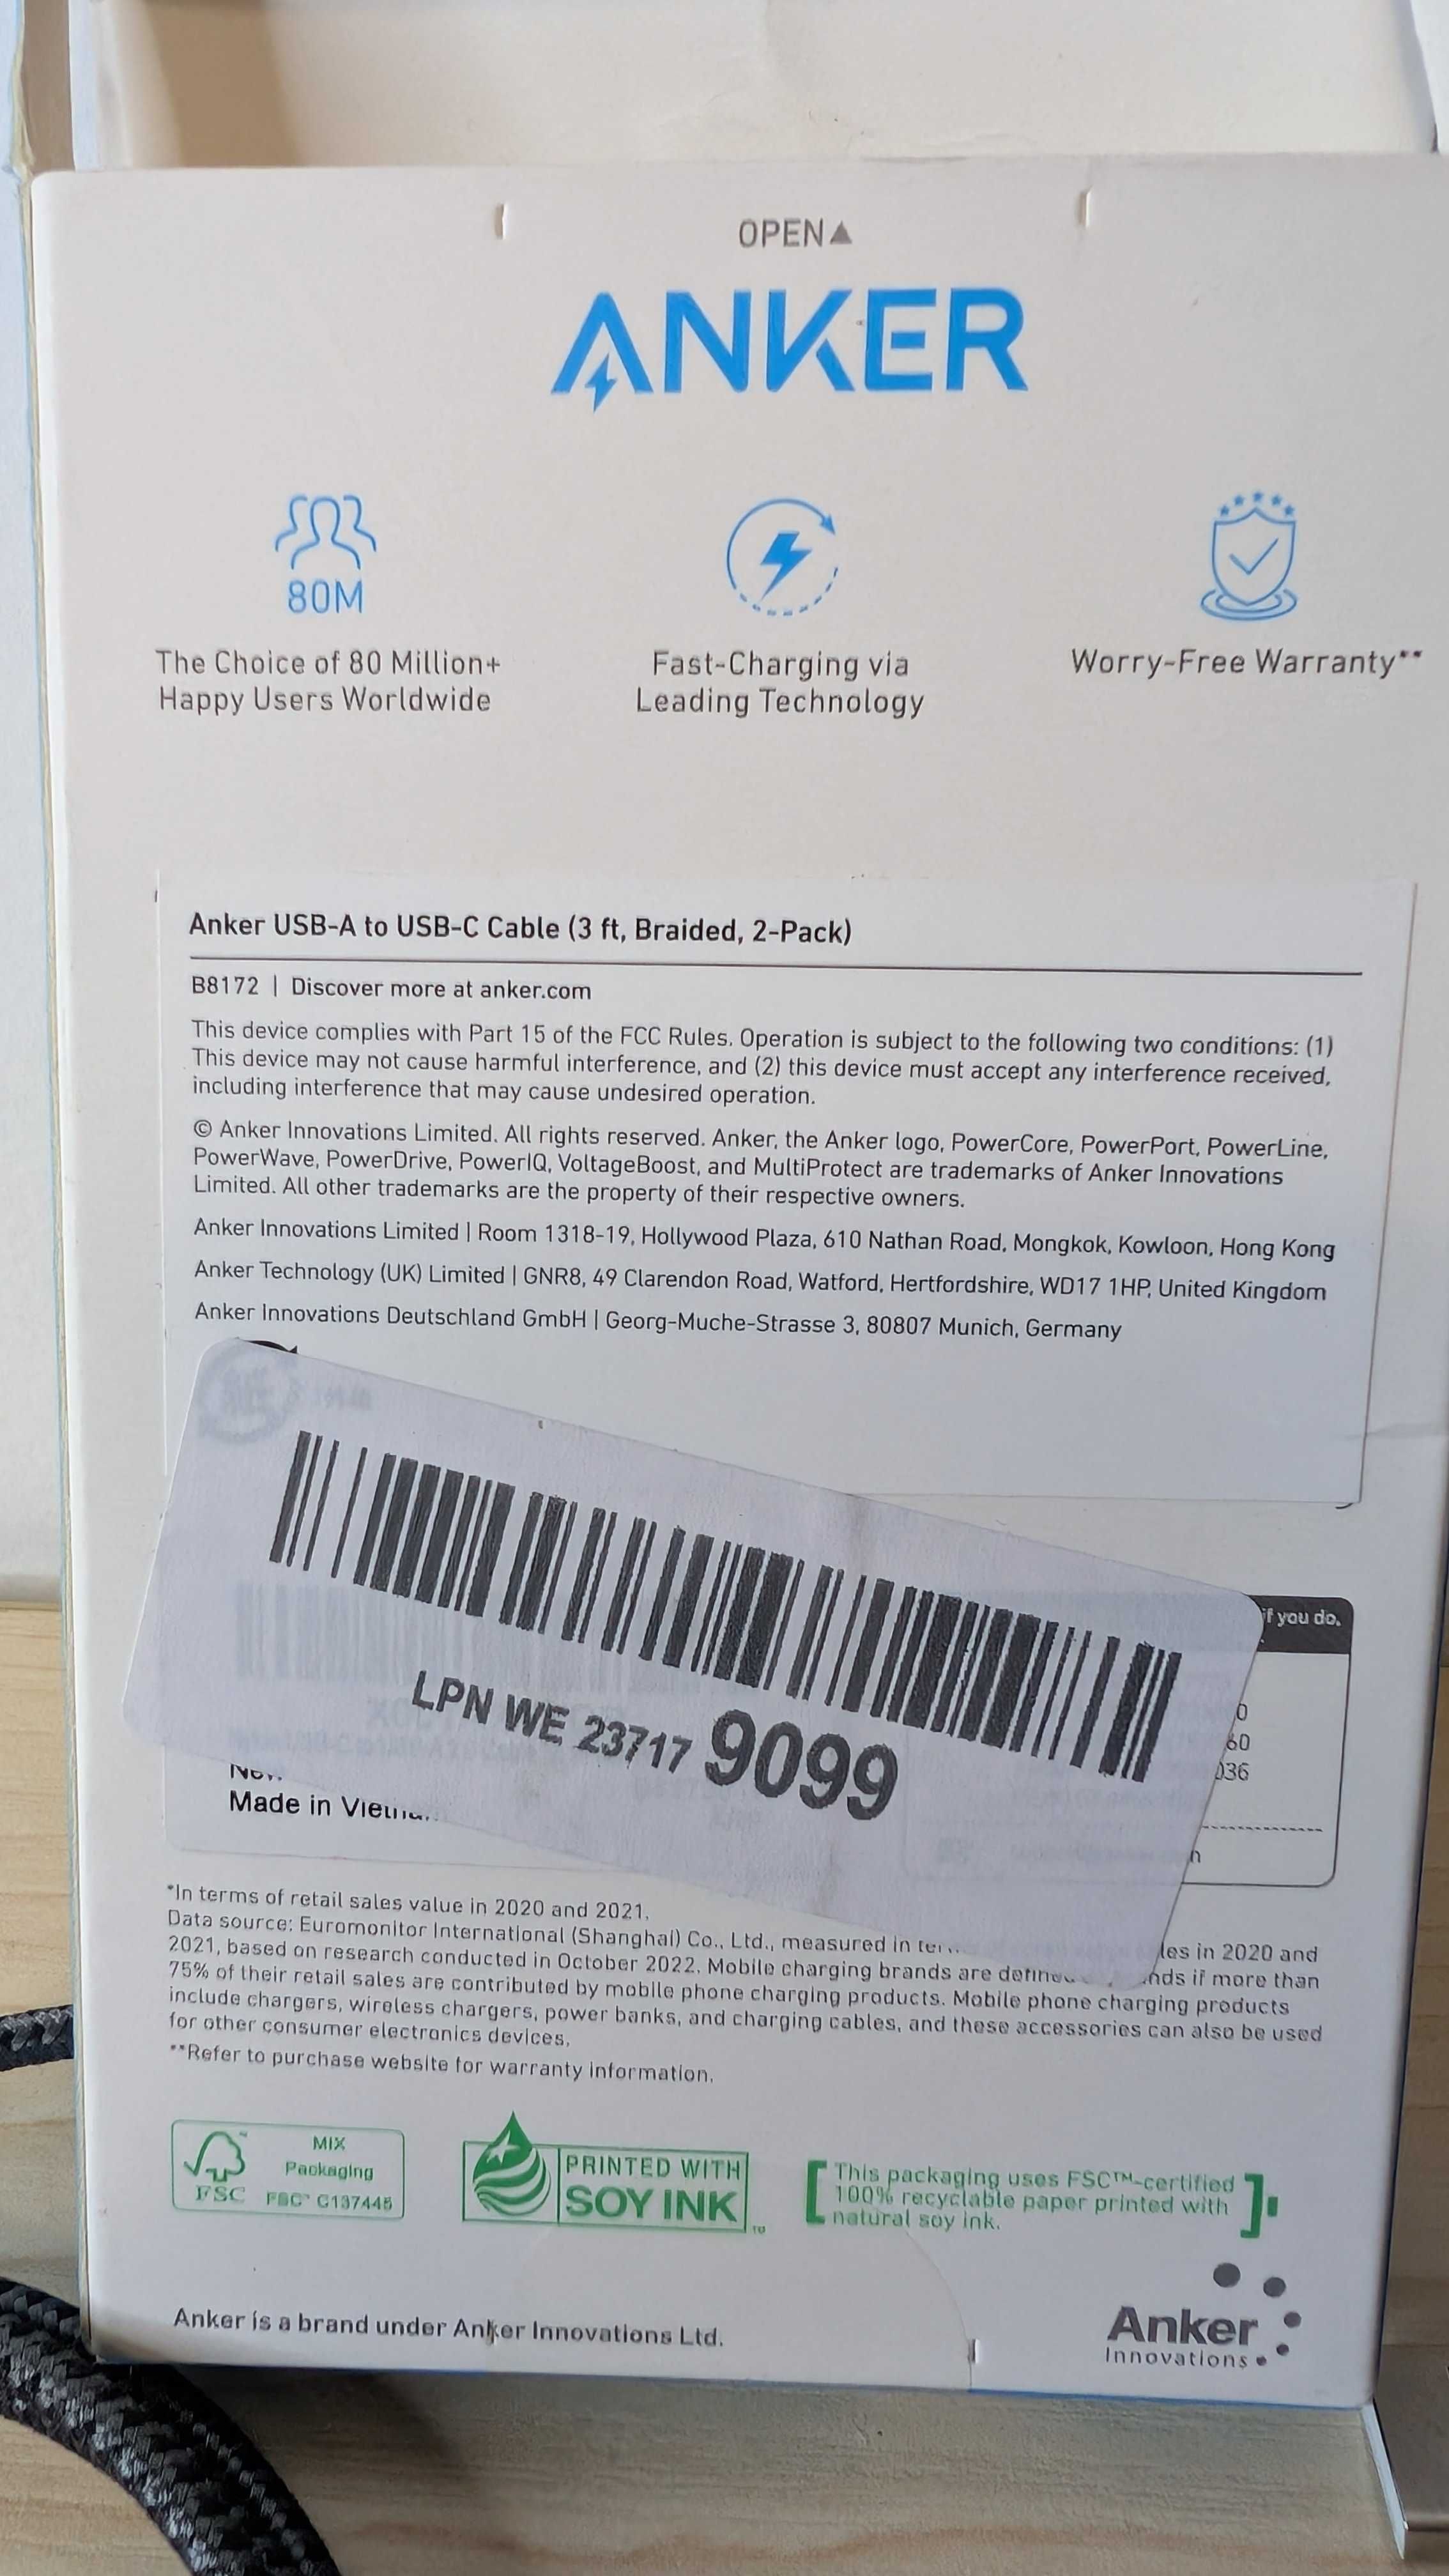 OPEN▲
ANKER
80M
The Choice of 80 Million+
Happy Users Worldwide
Fast-Charging via
Leading Technology
Worry-Free Warranty**
Anker USB-A to USB-C Cable (3 ft, Braided, 2-Pack)
B8172 | Discover more at anker.com
This device complies with Part 15 of the FCC Rules. Operation is subject to the following two conditions: (1)
This device may not cause harmful interference, and (2) this device must accept any interference received,
including interference that may cause undesired operation.
© Anker Innovations Limited. All rights reserved. Anker, the Anker logo, PowerCore, PowerPort, PowerLine,
PowerWave, PowerDrive, PowerIQ, VoltageBoost, and MultiProtect are trademarks of Anker Innovations
Limited. All other trademarks are the property of their respective owners.
Anker Innovations Limited | Room 1318-19, Hollywood Plaza, 610 Nathan Road, Mongkok, Kowloon, Hong Kong
Anker Technology (UK) Limited | GNR8, 49 Clarendon Road, Watford, Hertfordshire, WD17 1HP, United Kingdom
Anker Innovations Deutschland GmbH | Georg-Muche-Strasse 3, 80807 Munich, Germany
if you do.
LPN WE 23717 9099
0
60
036
Made in
n
*In terms of retail sales value in 2020 and 2021.
Data source: Euromonitor International (Shanghai) Co., Ltd., measured in les in 2020 and
2021, based on research conducted in October 2022. Mobile charging brands are defined nds if more than
75% of their retail sales are contributed by mobile phone charging products. Mobile phone charging products
include chargers, wireless chargers, power banks, and charging cables, and these accessories can also be used
for other consumer electronics devices.
**Refer to purchase website for warranty information.
MIX
Packaging
FSC FSC™ C137445
PRINTED WITH
SOY INK™
This packaging uses FSC™-certified
100% recyclable paper printed with
natural soy ink.
Anker is a brand under Anker Innovations Ltd.
Anker
Innovations